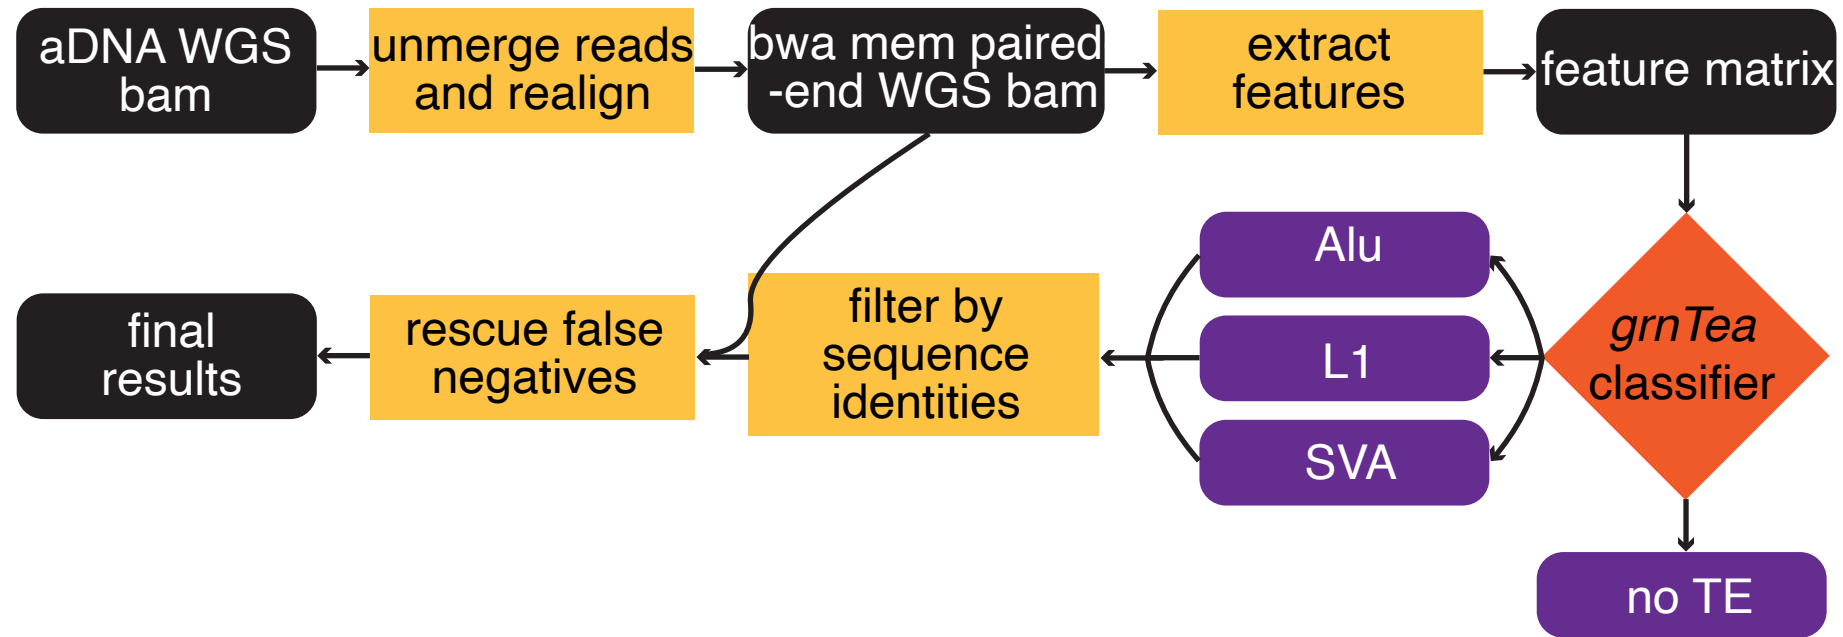 aDNA WGS
bam
unmerge reads
and realign
bwa mem paired
-end WGS bam
extract
features
feature matrix
Alu
L1
SVA
grnTea
classifier
no TE
filter by
sequence
identities
rescue false
negatives
final
results